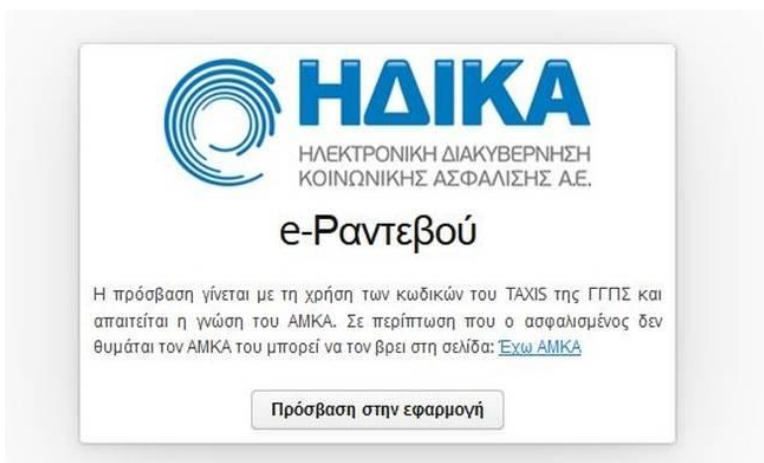 ΗΔΙΚΑ
ΗΛΕΚΤΡΟΝΙΚΗ ΔΙΑΚΥΒΕΡΝΗΣΗ
ΚΟΙΝΩΝΙΚΗΣ ΑΣΦΑΛΙΣΗΣ Α.Ε.
e-Ραντεβού
Η πρόσβαση γίνεται με τη χρήση των κωδικών του TAXIS της ΓΓΠΣ και
απαιτείται η γνώση του ΑΜΚΑ. Σε περίπτωση που ο ασφαλισμένος δεν
θυμάται τον ΑΜΚΑ του μπορεί να τον βρει στη σελίδα: Έχω ΑΜΚΑ
Πρόσβαση στην εφαρμογή